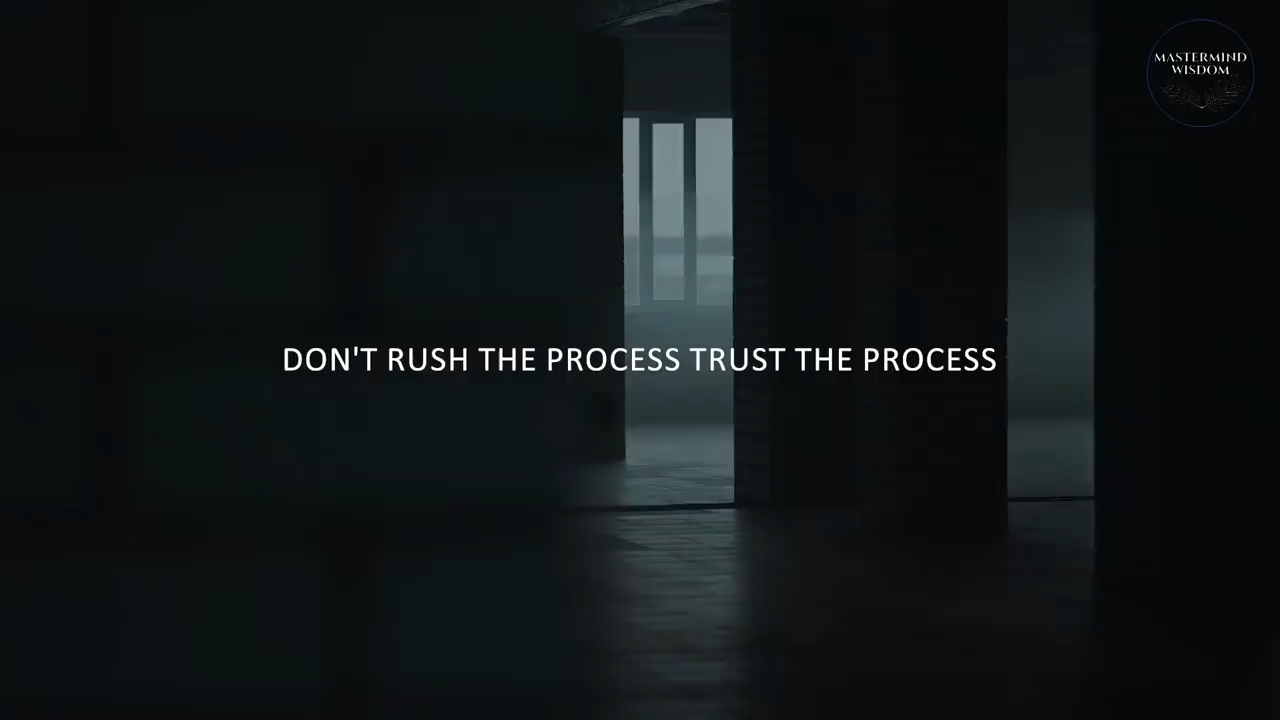 MASTERMIND
WISDOM
DON'T RUSH THE PROCESS TRUST THE PROCESS